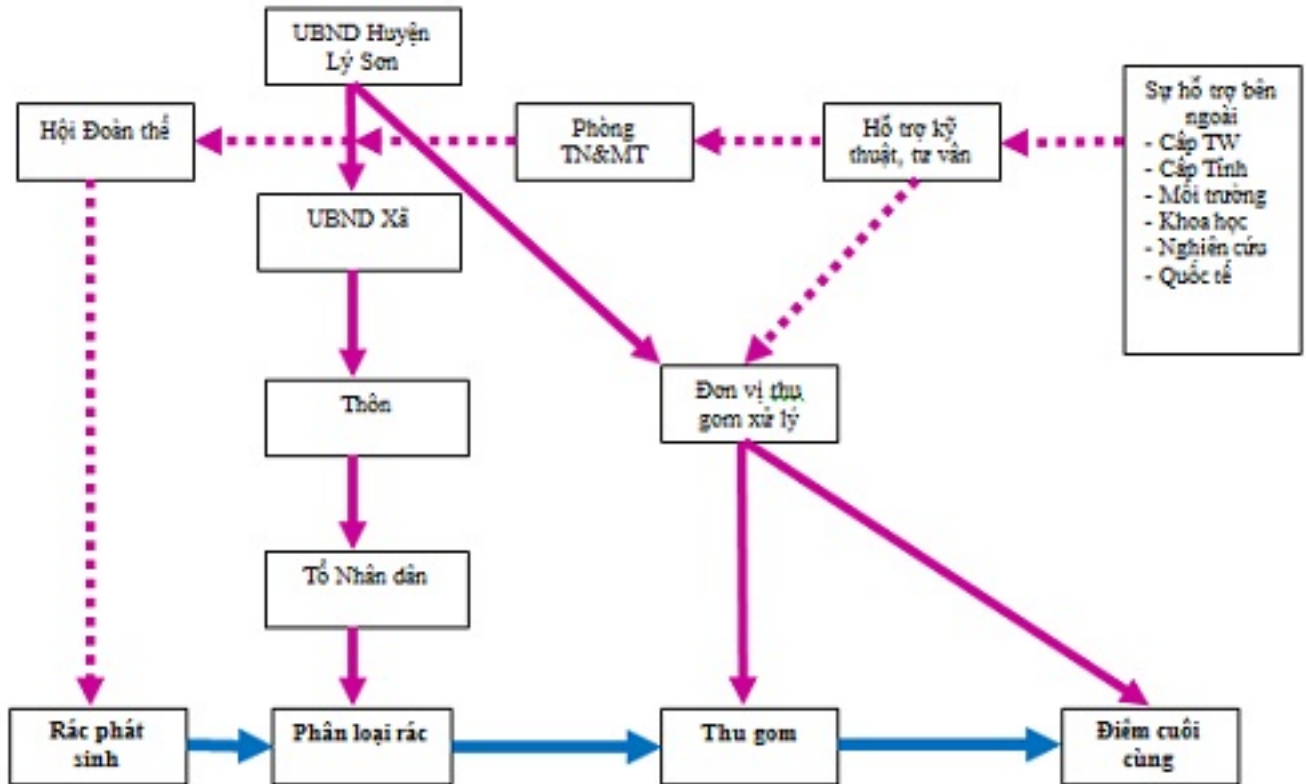 UBND Huyện
Lý Sơn
Hội Đoàn thể
Phòng
TN&MT
Hỗ trợ kỹ
thuật, tư vấn
Sự hỗ trợ bên
ngoài
- Cấp TW
- Cấp Tỉnh
- Môi trường
- Khoa học
- Nghiên cứu
- Quốc tế
UBND Xã
Thôn
Đơn vị thu
gom xử lý
Tổ Nhân dân
Rác phát
sinh
Phân loại rác
Thu gom
Điểm cuối
cùng